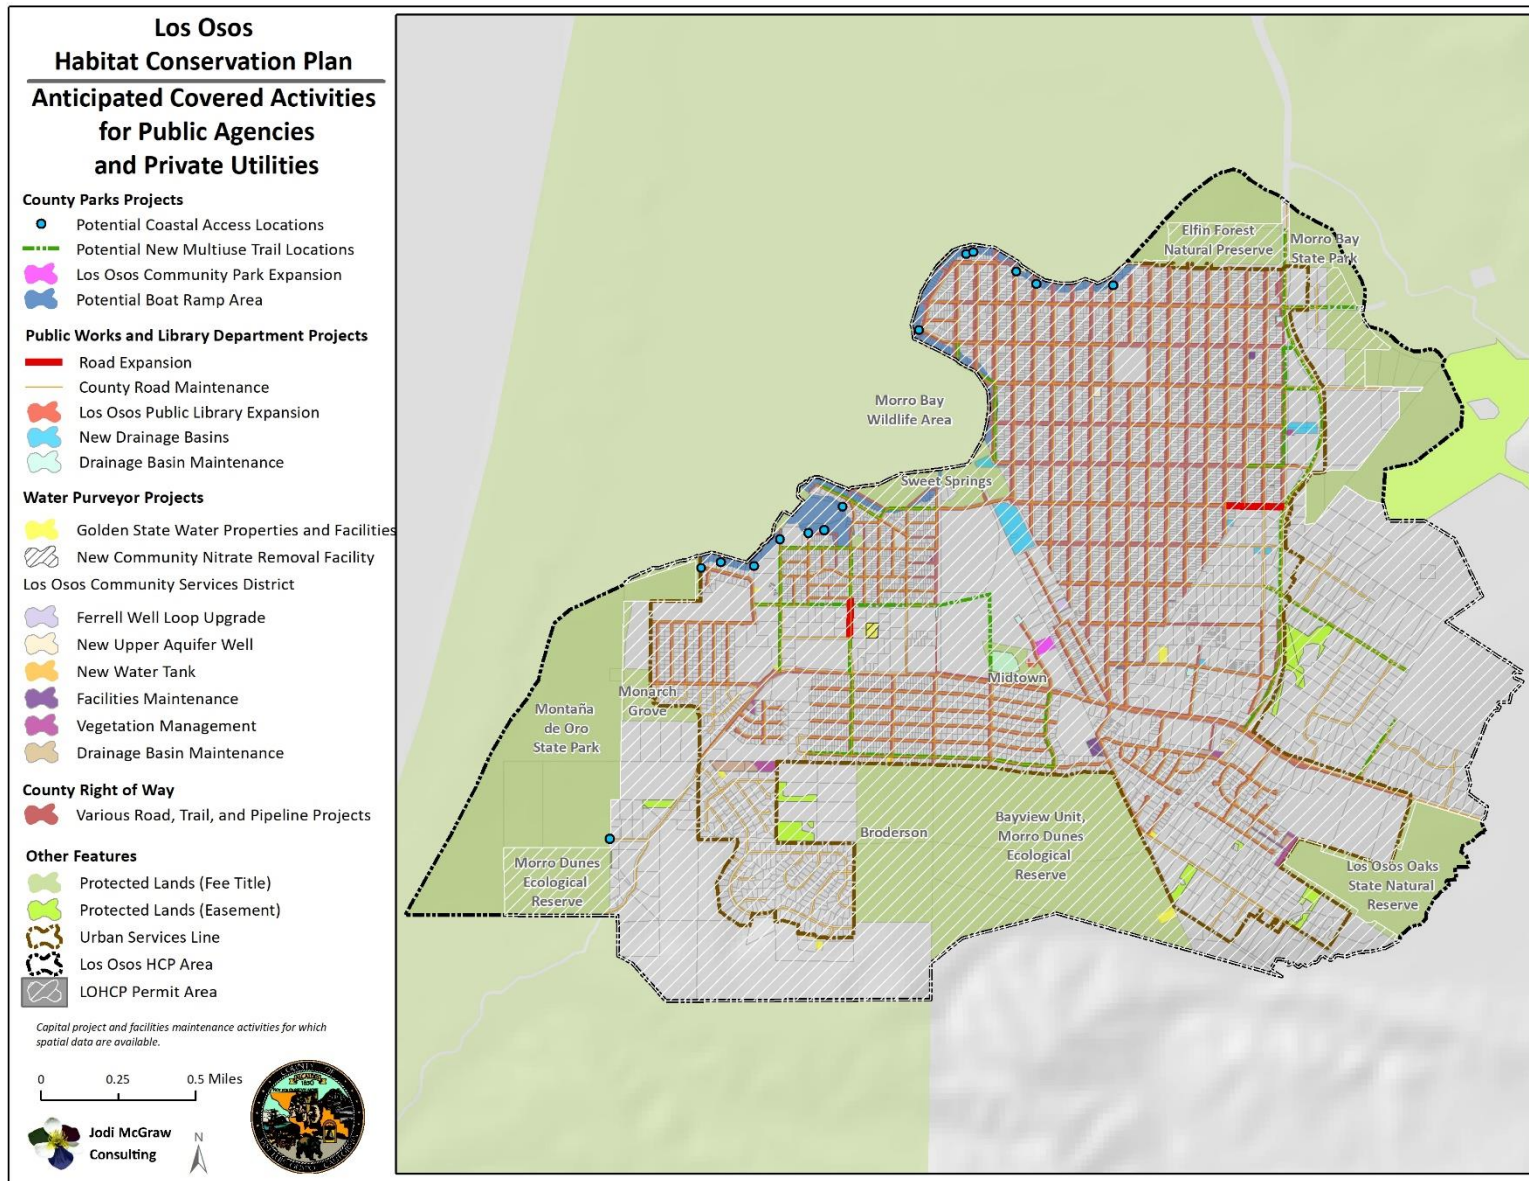 Los Osos
Habitat Conservation Plan
Anticipated Covered Activities
for Public Agencies
and Private Utilities
County Parks Projects
Potential Coastal Access Locations
Potential New Multiuse Trail Locations
Los Osos Community Park Expansion
Potential Boat Ramp Area
Public Works and Library Department Projects
Road Expansion
County Road Maintenance
Los Osos Public Library Expansion
New Drainage Basins
Drainage Basin Maintenance
Water Purveyor Projects
Golden State Water Properties and Facilities
New Community Nitrate Removal Facility
Los Osos Community Services District
Ferrell Well Loop Upgrade
New Upper Aquifer Well
New Water Tank
Facilities Maintenance
Vegetation Management
Drainage Basin Maintenance
County Right of Way
Various Road, Trail, and Pipeline Projects
Other Features
Protected Lands (Fee Title)
Protected Lands (Easement)
Urban Services Line
Los Osos HCP Area
LOHCP Permit Area
Capital project and facilities maintenance activities for which
spatial data are available.
0 0.25 0.5 Miles
Jodi McGraw
Consulting
N
Elfin Forest
Natural Preserve
Morro Bay
State Park
Morro Bay
Wildlife Area
Sweet Springs
Midtown
Monarch
Grove
Montaña
de Oro
State Park
Broderson
Bayview Unit,
Morro Dunes
Ecological
Reserve
Morro Dunes
Ecological
Reserve
Los Osos Oaks
State Natural
Reserve